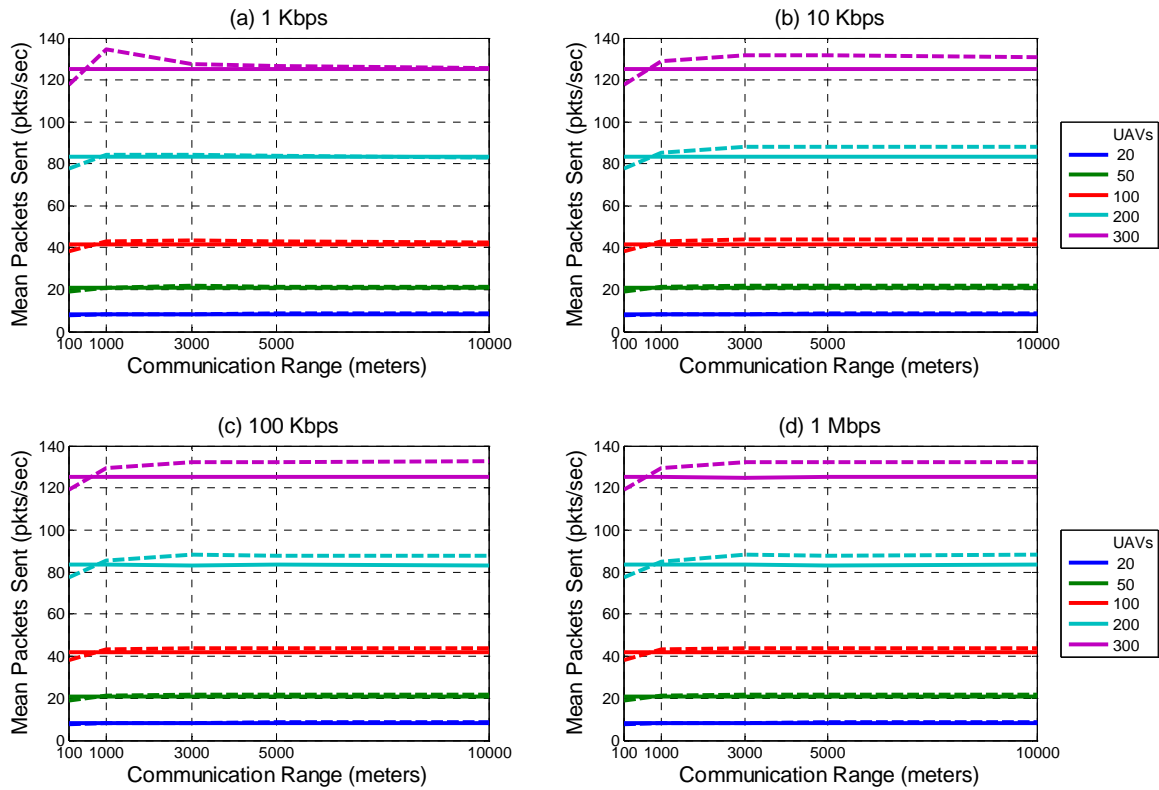 (a) 1 Kbps
140
120
100
80
60
40
20
0
Mean Packets Sent (pkts/sec)
100 1000 3000 5000 10000
Communication Range (meters)
(b) 10 Kbps
140
120
100
80
60
40
20
0
Mean Packets Sent (pkts/sec)
100 1000 3000 5000 10000
Communication Range (meters)
UAVs
20
50
100
200
300
(c) 100 Kbps
140
120
100
80
60
40
20
0
Mean Packets Sent (pkts/sec)
100 1000 3000 5000 10000
Communication Range (meters)
(d) 1 Mbps
140
120
100
80
60
40
20
0
Mean Packets Sent (pkts/sec)
100 1000 3000 5000 10000
Communication Range (meters)
UAVs
20
50
100
200
300